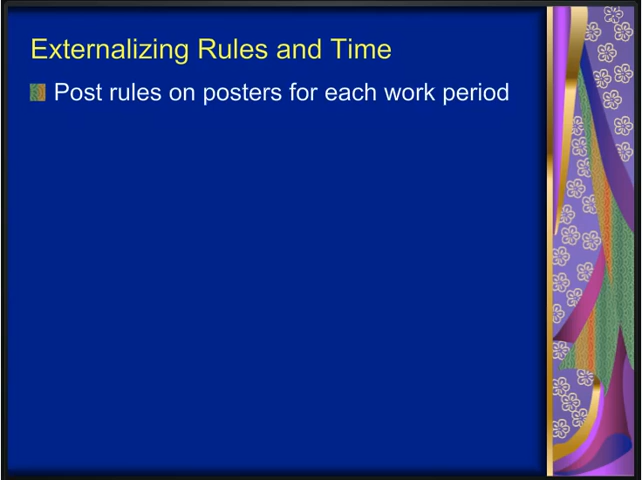 Externalizing Rules and Time
Post rules on posters for each work period